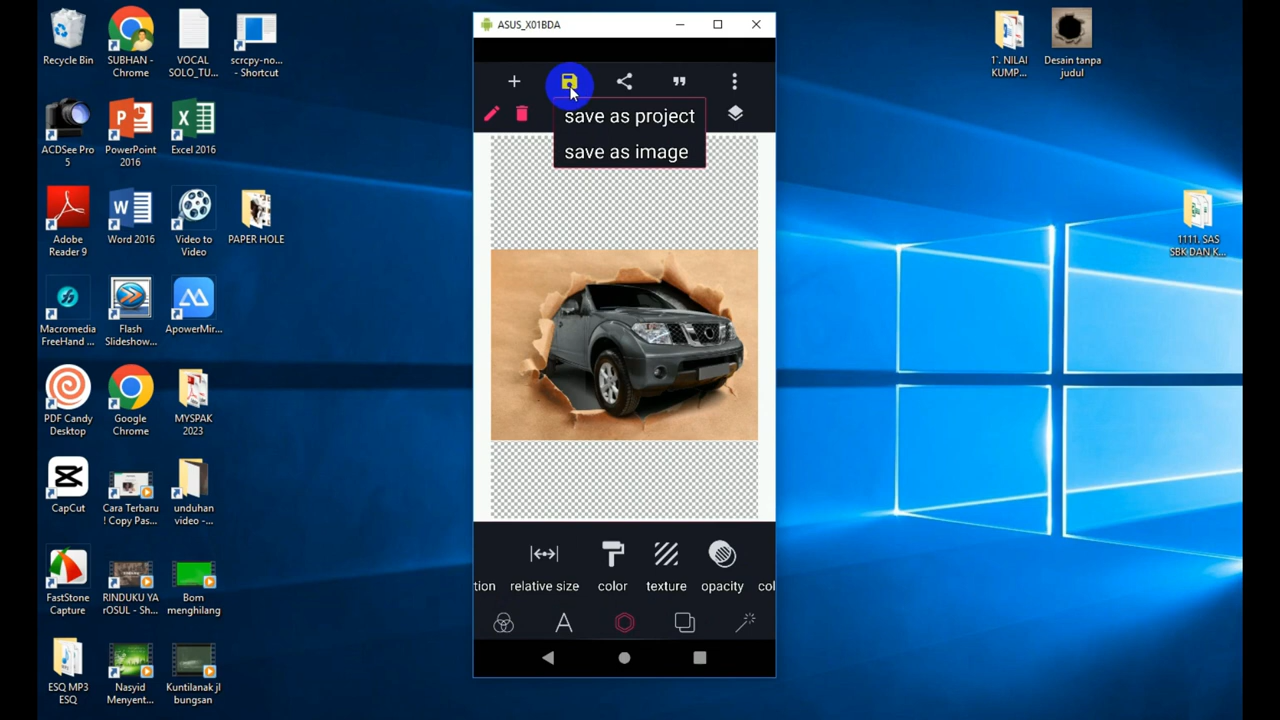 Recycle Bin
SUBHAN -
Chrome
VOCAL
SOLO_TU...
scrcpy-no...
- Shortcut
ACDSee Pro
5
PowerPoint
2016
Excel 2016
Adobe
Reader 9
Word 2016
Video to
Video
PAPER HOLE
Macromedia
FreeHand ...
Flash
Slideshow...
ApowerMir...
PDF Candy
Desktop
Google
Chrome
MYSPAK
2023
CapCut
Cara Terbaru
! Copy Pas...
unduhan
video -...
FastStone
Capture
RINDUKU YA
rOSUL - Sh...
Bom
menghilang
ESQ MP3
ESQ
Nasyid
Menyent...
Kuntilanak jl
bungsan
ASUS_X01BDA
save as project
save as image
tion
relative size
color
texture
opacity
col
1'. NILAI
KUMP...
Desain tanpa
judul
1111. SAS
SBK DAN K...